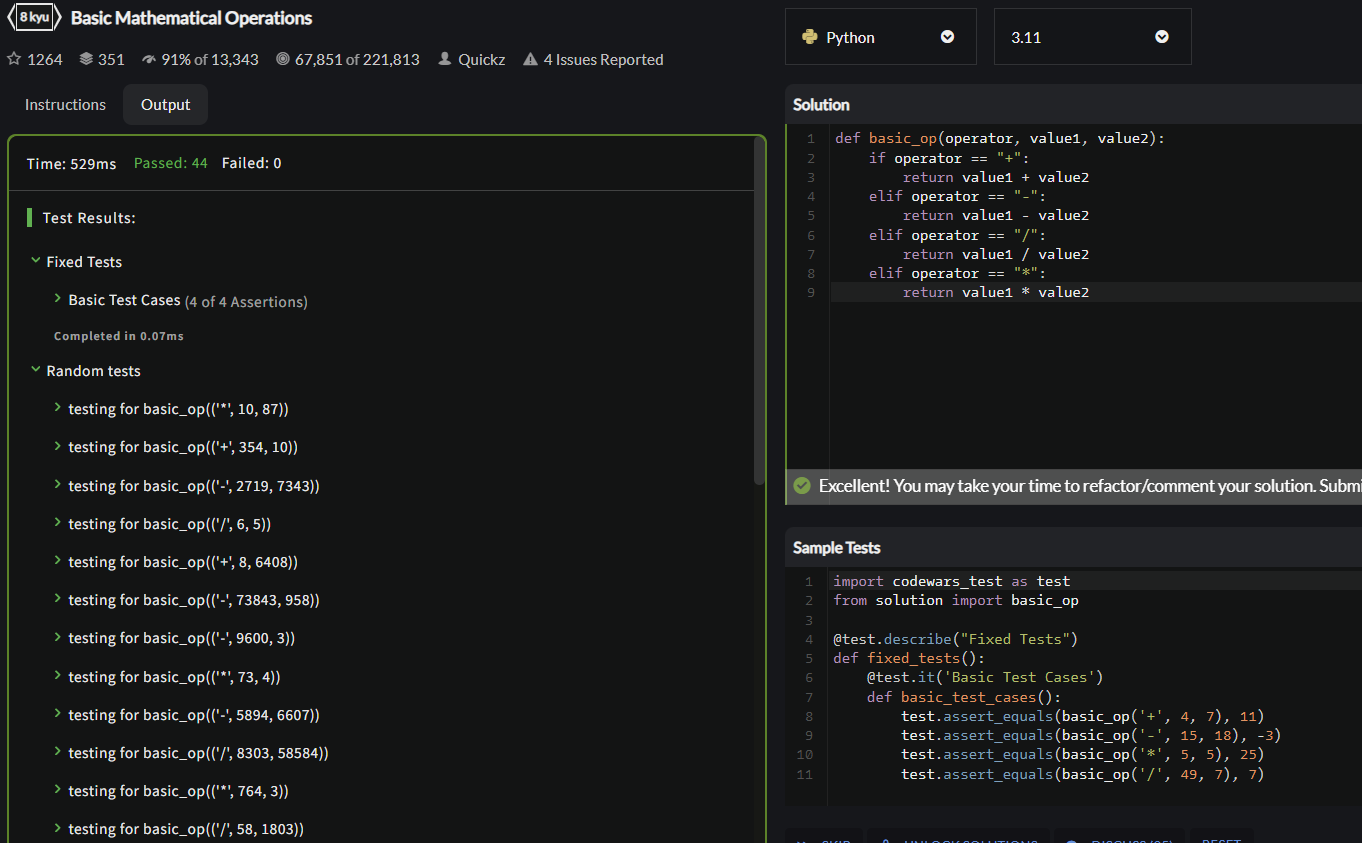 8 kyu Basic Mathematical Operations
1264 351 91% of 13,343 67,851 of 221,813 Quickz 4 Issues Reported
Instructions Output
Time: 529ms Passed: 44 Failed: 0
Test Results:
Fixed Tests
Basic Test Cases (4 of 4 Assertions)
Completed in 0.07ms
Random tests
testing for basic_op(('*', 10, 87))
testing for basic_op(('+', 354, 10))
testing for basic_op(('-', 2719, 7343))
testing for basic_op(('/', 6, 5))
testing for basic_op(('+', 8, 6408))
testing for basic_op(('-', 73843, 958))
testing for basic_op(('-', 9600, 3))
testing for basic_op(('*', 73, 4))
testing for basic_op(('-', 5894, 6607))
testing for basic_op(('/', 8303, 58584))
testing for basic_op(('*', 764, 3))
testing for basic_op(('/', 58, 1803))
Python 3.11
Solution
1 def basic_op(operator, value1, value2):
2     if operator == "+":
3         return value1 + value2
4     elif operator == "-":
5         return value1 - value2
6     elif operator == "/":
7         return value1 / value2
8     elif operator == "*":
9         return value1 * value2
Excellent! You may take your time to refactor/comment your solution. Submi
Sample Tests
1 import codewars_test as test
2 from solution import basic_op
3
4 @test.describe("Fixed Tests")
5 def fixed_tests():
6     @test.it('Basic Test Cases')
7     def basic_test_cases():
8         test.assert_equals(basic_op('+', 4, 7), 11)
9         test.assert_equals(basic_op('-', 15, 18), -3)
10         test.assert_equals(basic_op('*', 5, 5), 25)
11         test.assert_equals(basic_op('/', 49, 7), 7)
SKIP UNLOCK SOLUTIONS DISCUSS RESET